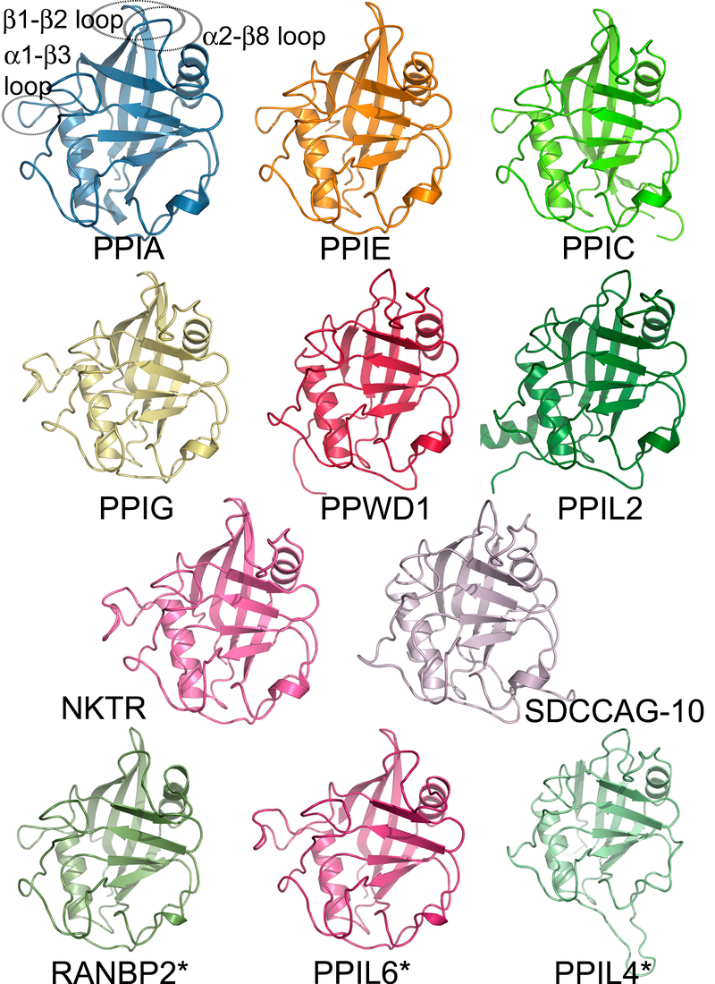 β1-β2 loop
α2-β8 loop
α1-β3
loop
PPIA
PPIE
PPIC
PPIG
PPWD1
PPIL2
NKTR
SDCCAG-10
RANBP2*
PPIL6*
PPIL4*